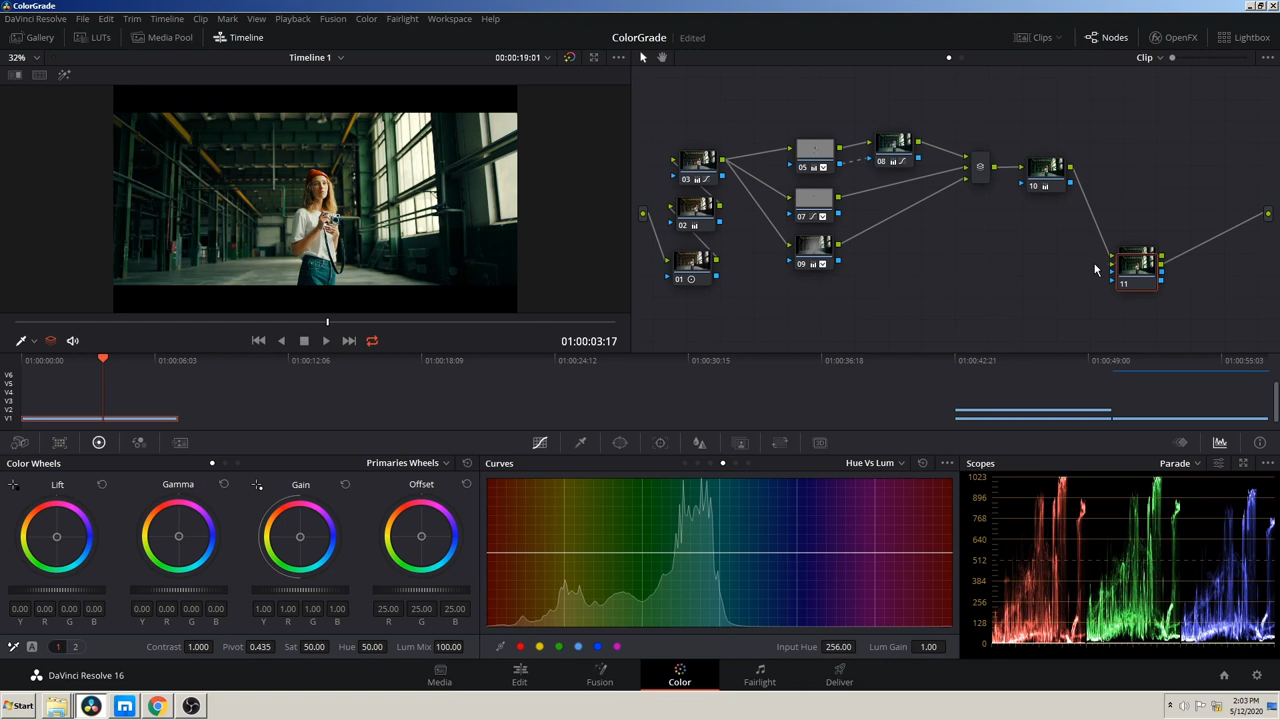 ColorGrade
DaVinci Resolve File Edit Trim Timeline Clip Mark View Playback Fusion Color Fairlight Workspace Help
Gallery LUTs Media Pool Timeline ColorGrade Edited Clips Nodes OpenFX Lightbox
32% Timeline 1 01:00:19:01 Clip
03 05 08
02 07 10
01 09 11
01:00:03:17
01:00:00:00 01:00:06:03 01:00:12:06 01:00:18:09 01:00:24:12 01:00:30:15 01:00:36:18 01:00:42:21 01:00:49:00 01:00:55:03
V6
V5
V4
V3
V2
V1
Color Wheels Primaries Wheels Curves Hue Vs Lum Scopes Parade
Lift Gamma Gain Offset
1023
896
768
640
512
384
256
128
0
0.00 0.00 0.00 0.00 0.00 0.00 0.00 0.00 1.00 1.00 1.00 1.00 25.00 25.00 25.00
Y R G B Y R G B Y R G B R G B
A 1 2 Contrast 1.000 Pivot 0.435 Sat 50.00 Hue 50.00 Lum Mix 100.00 Input Hue 256.00 Lum Gain 1.00
DaVinci Resolve 16 Media Edit Fusion Color Fairlight Deliver
Start 2:03 PM
5/12/2020